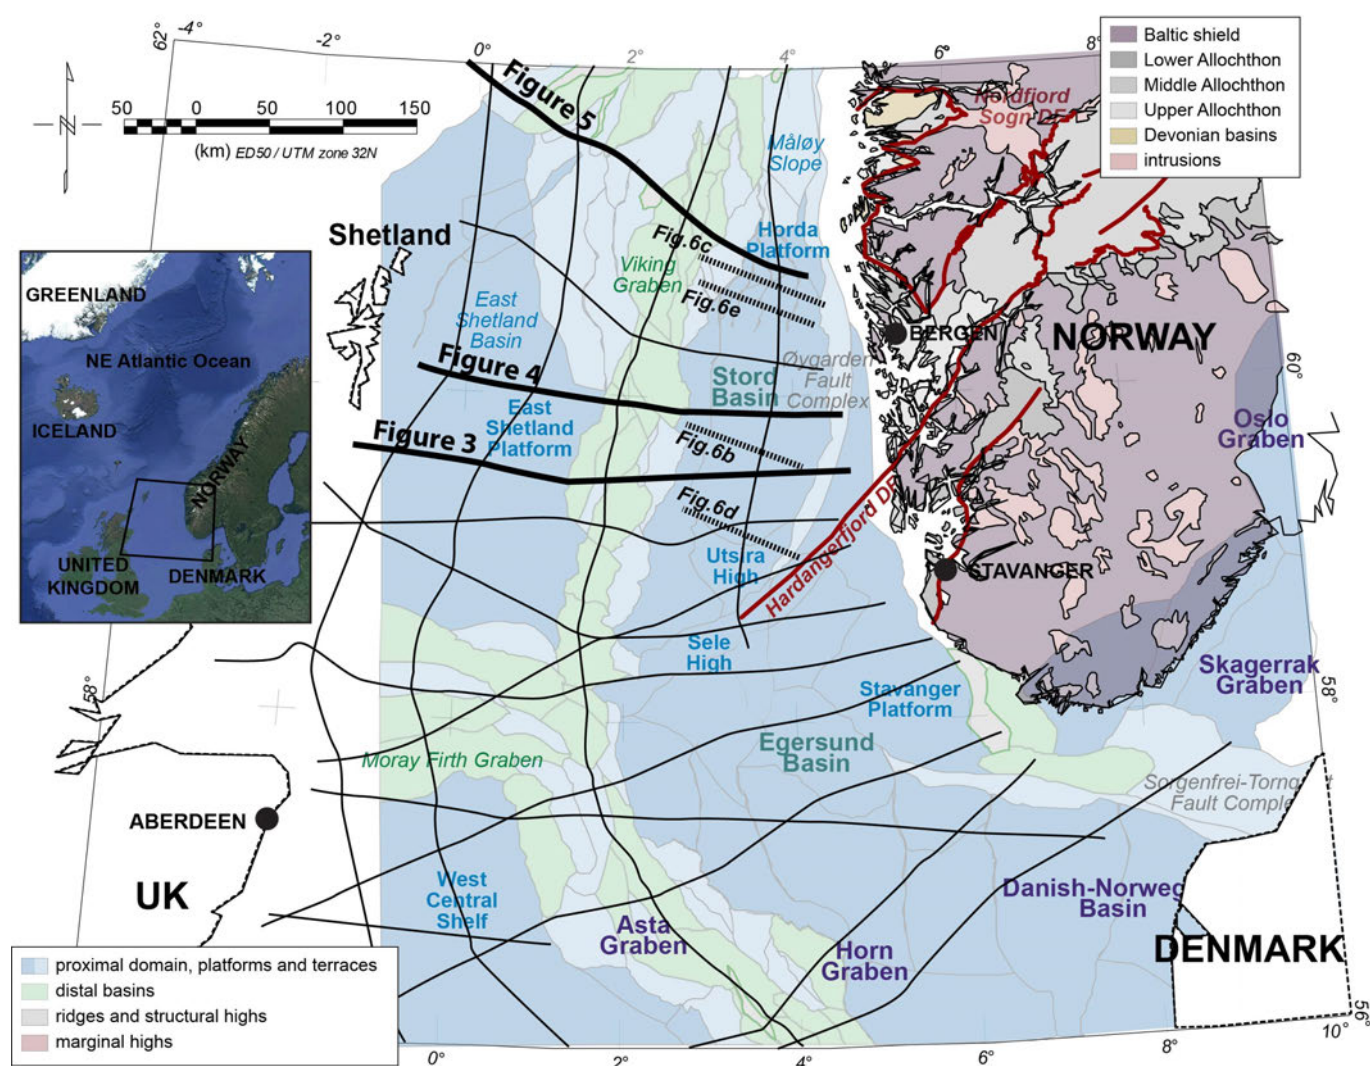 -4°
62°
-2°
0°
2°
4°
6°
8°
Baltic shield
Lower Allochthon
Middle Allochthon
Upper Allochthon
Devonian basins
intrusions
N
50 0 50 100 150
(km) ED50 / UTM zone 32N
Figure 5
Nordfjord
Sogn DF
Måløy
Slope
Shetland
Horda
Platform
Fig.6c
Viking
Graben
Fig.6e
GREENLAND
NE Atlantic Ocean
ICELAND
NORWAY
UNITED
KINGDOM
DENMARK
East
Shetland
Basin
BERGEN
NORWAY
60°
Øygarden
Fault
Complex
Figure 4
Stord
Basin
East
Shetland
Platform
Oslo
Graben
Figure 3
Fig.6b
Fig.6d
Hardangerfjord DF
Utsira
High
STAVANGER
Sele
High
58°
Stavanger
Platform
Skagerrak
Graben
58°
Egersund
Basin
Moray Firth Graben
Sorgenfrei-Tornq t
Fault Comple
ABERDEEN
UK
West
Central
Shelf
Asta
Graben
Horn
Graben
Danish-Norweg
Basin
DENMARK
proximal domain, platforms and terraces
distal basins
ridges and structural highs
marginal highs
0°
2°
4°
6°
8°
10°
56°